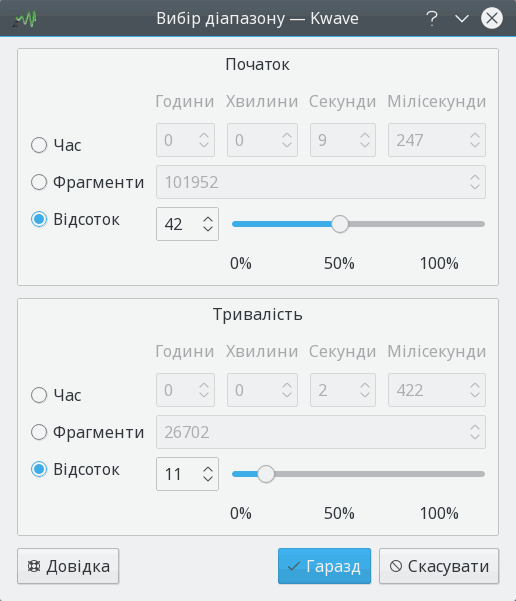 Вибір діапазону — Kwave
Початок
Години Хвилини Секунди Мілісекунди
Час 0 0 9 247
Фрагменти 101952
Відсоток 42
0% 50% 100%
Тривалість
Години Хвилини Секунди Мілісекунди
Час 0 0 2 422
Фрагменти 26702
Відсоток 11
0% 50% 100%
Довідка Гаразд Скасувати